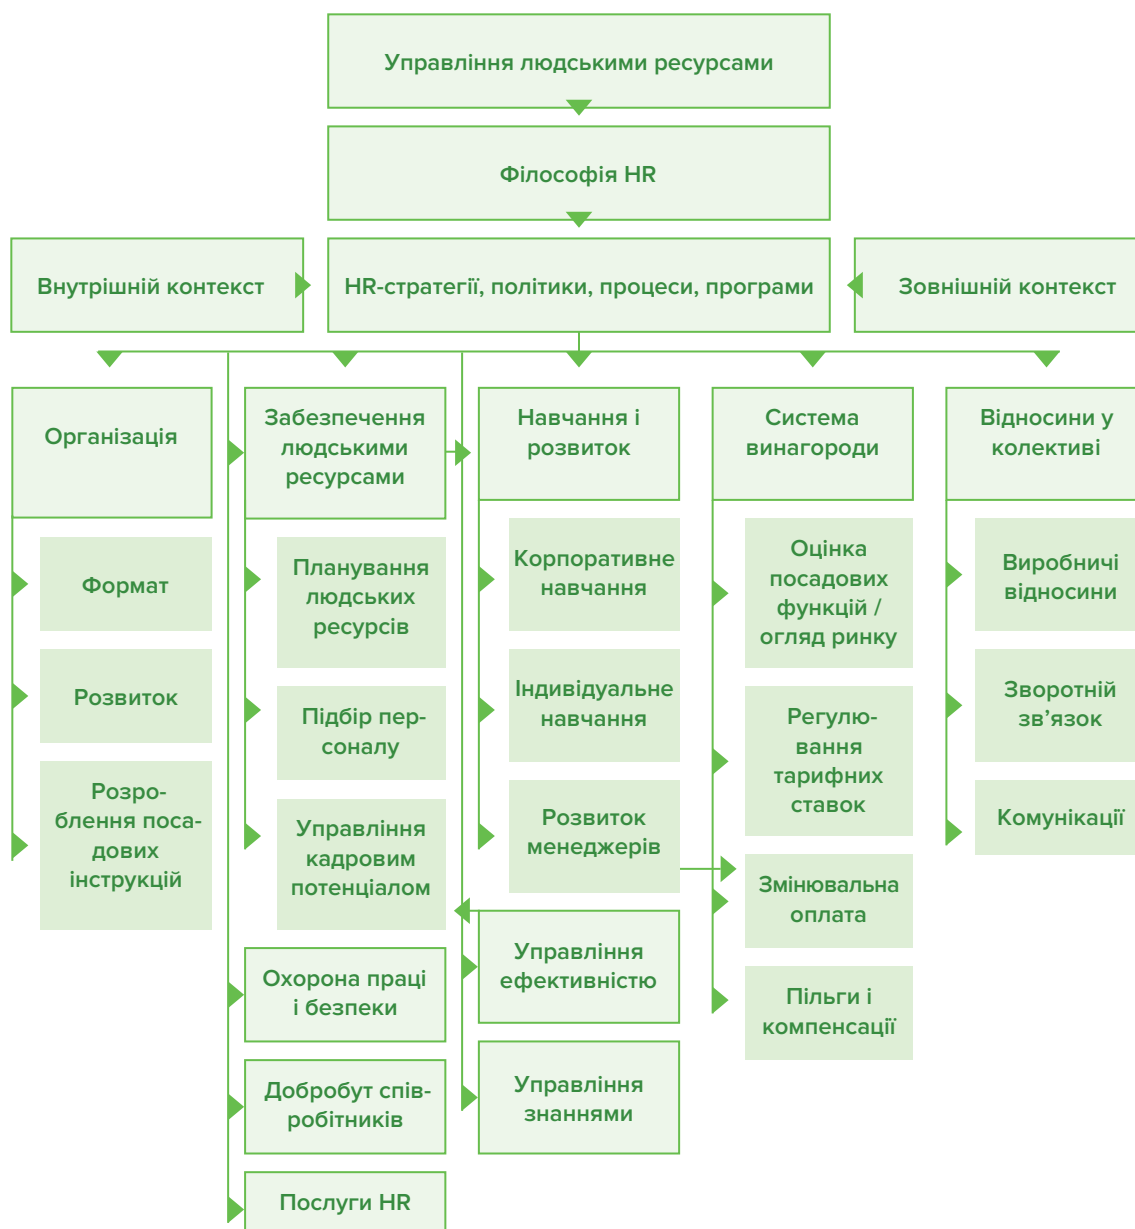 Управління людськими ресурсами
Філософія HR
Внутрішній контекст
HR-стратегії, політики, процеси, програми
Зовнішній контекст
Організація
Формат
Розвиток
Розро-
блення поса-
дових
інструкцій
Забезпечення
людськими
ресурсами
Планування
людських
ресурсів
Підбір пер-
соналу
Управління
кадровим
потенціалом
Охорона праці
і безпеки
Добробут спів-
робітників
Послуги HR
Навчання і
розвиток
Корпоративне
навчання
Індивідуальне
навчання
Розвиток
менеджерів
Управління
ефективністю
Управління
знаннями
Система
винагороди
Оцінка
посадових
функцій /
огляд ринку
Регулю-
вання
тарифних
ставок
Змінювальна
оплата
Пільги і
компенсації
Відносини у
колективі
Виробничі
відносини
Зворотній
зв’язок
Комунікації